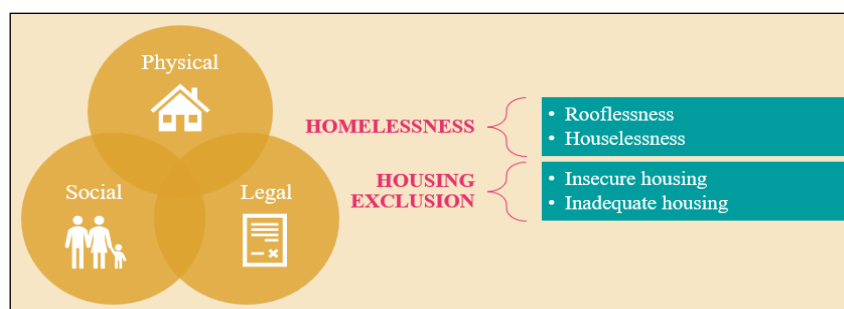 Physical
Social
Legal
HOMELESSNESS
• Rooflessness
• Houselessness
HOUSING
EXCLUSION
• Insecure housing
• Inadequate housing